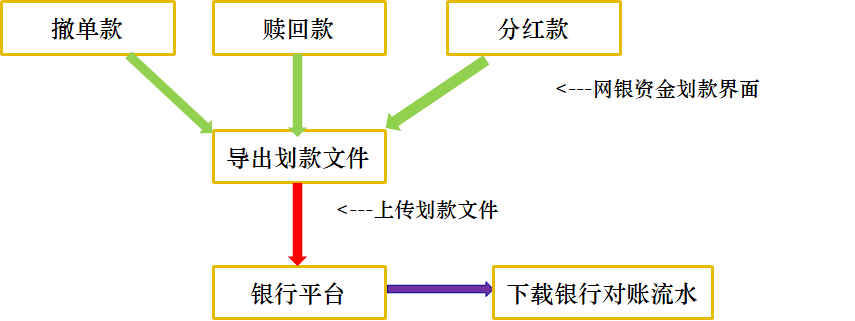 撤单款
赎回款
分红款
<---网银资金划款界面
导出划款文件
<---上传划款文件
银行平台
下载银行对账流水